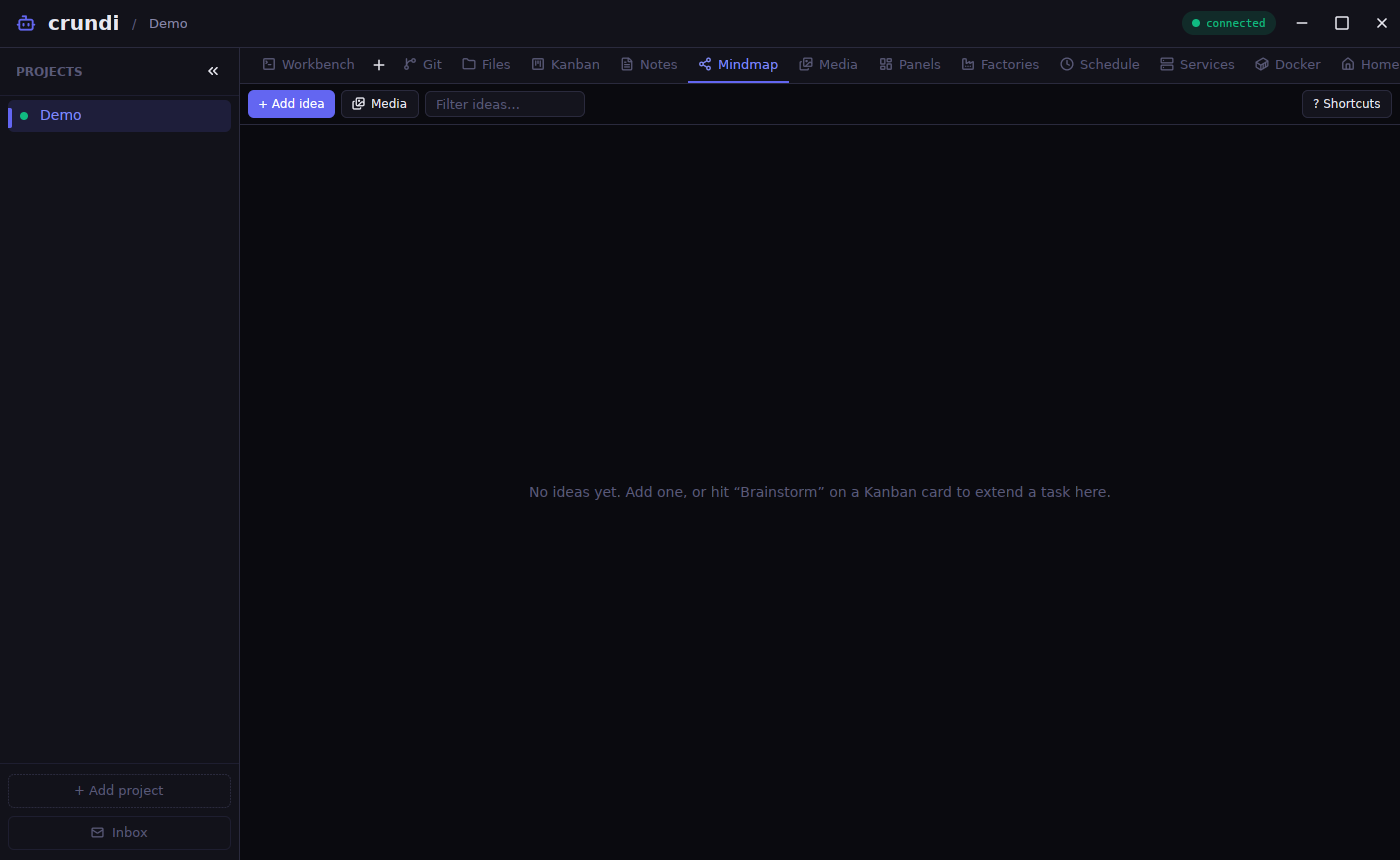 crundi / Demo
connected
PROJECTS
Workbench
Git
Files
Kanban
Notes
Mindmap
Media
Panels
Factories
Schedule
Services
Docker
Home
Demo
+ Add idea
Media
Filter ideas...
? Shortcuts
No ideas yet. Add one, or hit “Brainstorm” on a Kanban card to extend a task here.
+ Add project
Inbox